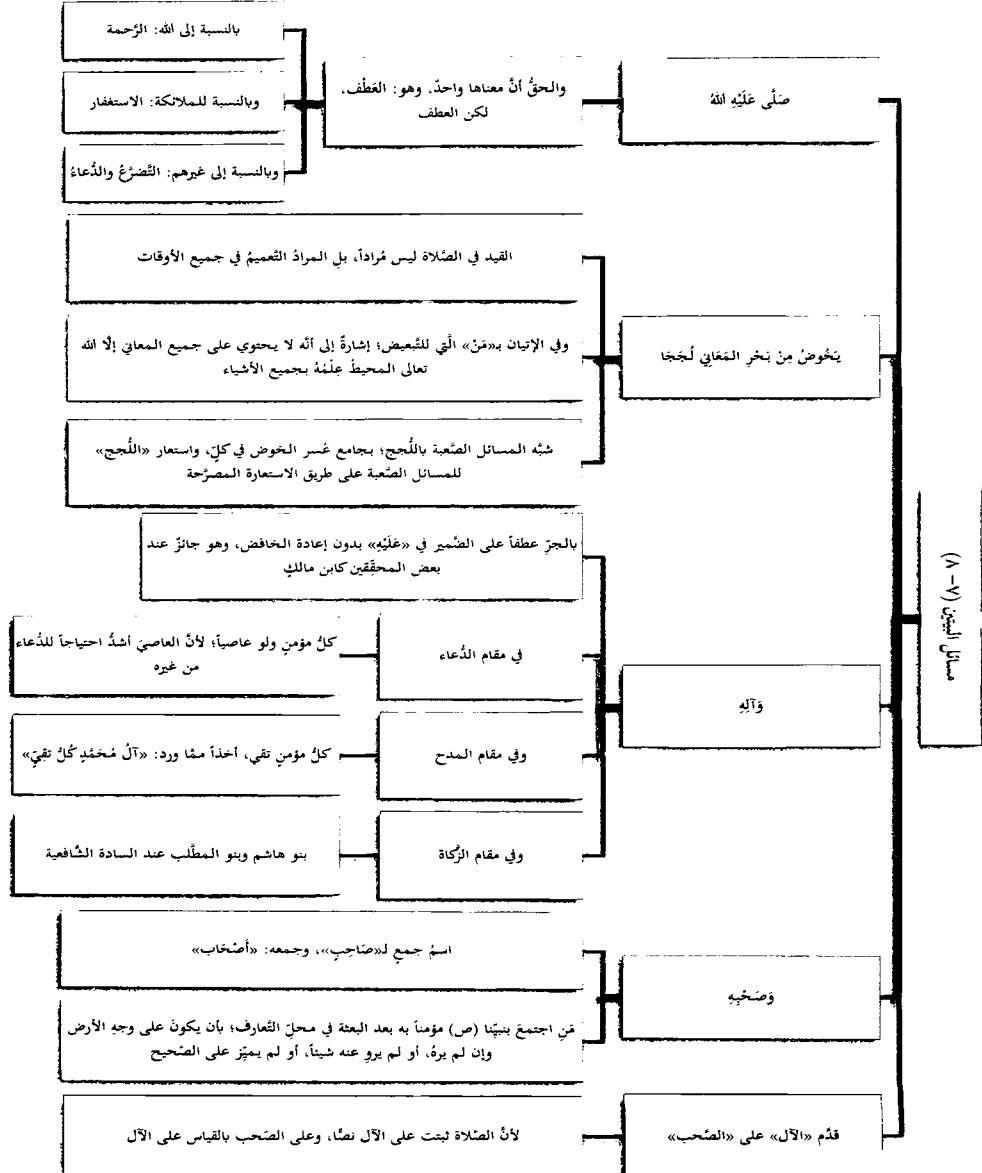 مسائل البيتين (٧- ٨)
صَلَّى عَلَيْهِ اللهُ
والحقُّ أنَّ معناها واحدٌ، وهو: العَطْف،
لكن العطف
بالنسبة إلى الله: الرَّحمة
وبالنسبة للملائكة: الاستغفار
وبالنسبة إلى غيرهم: التَّضرُّعُ والدُّعاءُ
يَخُوضُ مِنْ بَحْرِ المَعَانِي لُجَجَا
القيد في الصَّلاة ليس مُراداً، بلِ المرادُ التَّعميمُ في جميع الأوقات
وفي الإتيان بـ«مَنْ» الَّتي للتَّبعيض؛ إشارةٌ إلى أنَّه لا يحتوي على جميع المعاني إلَّا الله
تعالى المحيطُ عِلْمُهُ بجميع الأشياء
شبَّه المسائل الصَّعبة باللُّجج؛ بجامع عُسر الخوض في كلٍّ، واستعار «اللُّجج»
للمسائل الصَّعبة على طريق الاستعارة المصرَّحة
وَآلِهِ
بالجرّ عطفاً على الضَّمير في «عَلَيْهِ» بدون إعادة الخافض، وهو جائزٌ عند
بعض المحقِّقين كابن مالكٍ
في مقام الدُّعاء
كلُّ مؤمنٍ ولو عاصياً؛ لأنَّ العاصيَ أشدُّ احتياجاً للدُّعاء
من غيره
وفي مقام المدح
كلُّ مؤمنٍ تقي، أخذاً ممَّا ورد: «آلُ مُحَمَّدٍ كُلُّ تقِيّ»
وفي مقام الزَّكاة
بنو هاشم وبنو المطَّلب عند السادة الشَّافعية
وَصَحْبِهِ
اسمُ جمعٍ لـ«صَاحِبٍ»، وجمعه: «أصْحَاب»
مَنِ اجتمعَ بنبيِّنا (ص) مؤمناً به بعد البعثة في محلِّ التَّعارف؛ بأن يكونَ على وجهِ الأرض
وإن لم يرهُ، أو لم يروِ عنه شيئاً، أو لم يميِّز على الصَّحيح
قدَّم «الآل» على «الصَّحب»
لأنَّ الصَّلاة ثبتت على الآل نصًّا، وعلى الصَّحب بالقياس على الآل